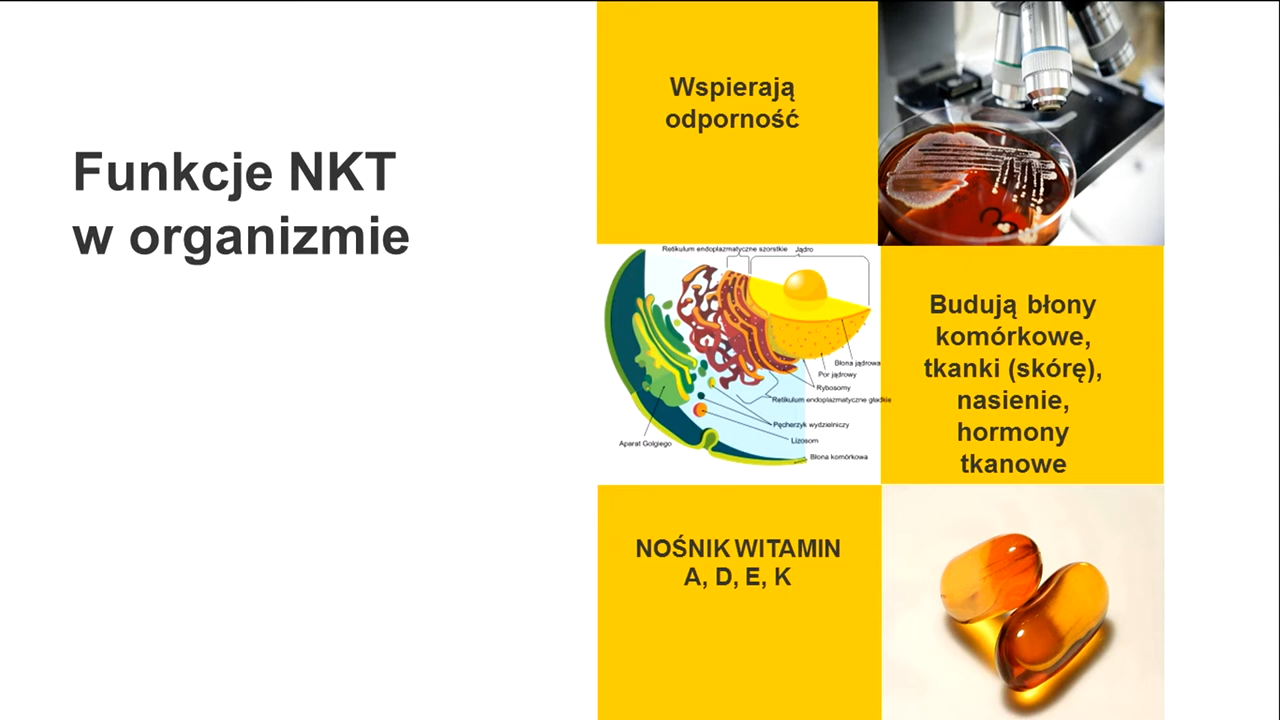 Funkcje NKT
w organizmie
Wspierają
odporność
Retikulum endoplazmatyczne szorstkie
Jądro
Błona jądrowa
Por jądrowy
Rybosomy
Retikulum endoplazmatyczne gładkie
Pęcherzyk wydzielniczy
Lizosom
Aparat Golgiego
Błona komórkowa
Budują błony
komórkowe,
tkanki (skórę),
nasienie,
hormony
tkanowe
NOŚNIK WITAMIN
A, D, E, K